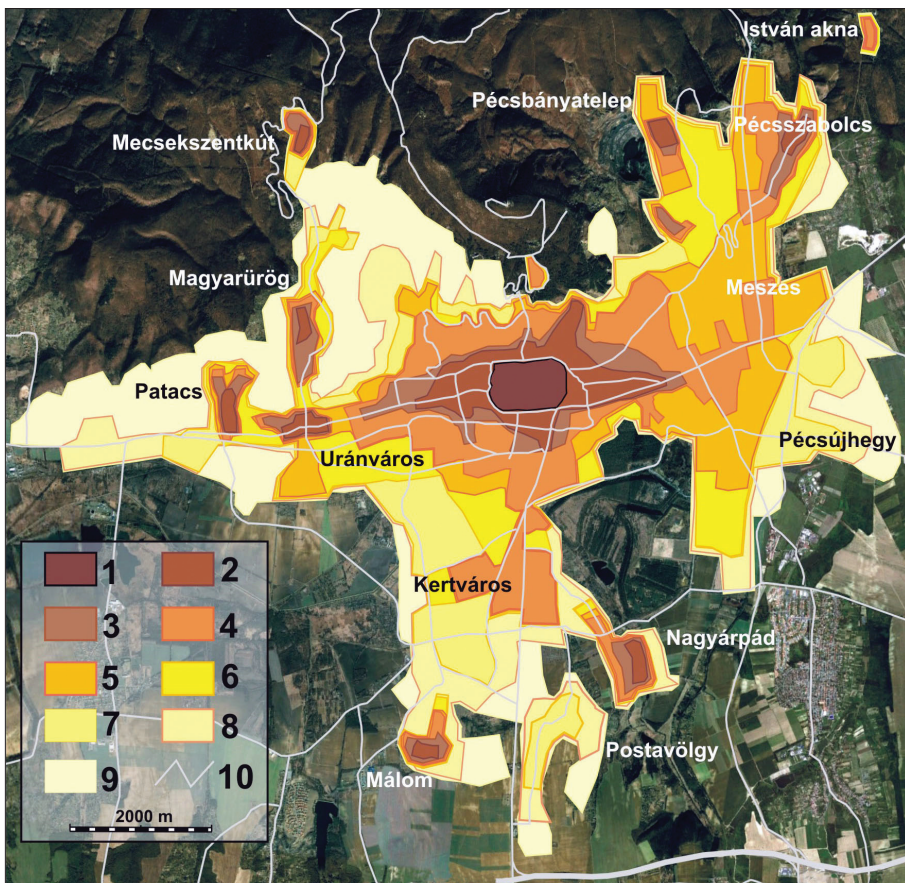 István akna
Pécsbányatelep
Pécsszabolcs
Mecsekszentkút
Magyarürög
Meszés
Patacs
Pécsújhegy
Uránváros
Kertváros
Nagyárpád
Postavölgy
Málom
1 2
3 4
5 6
7 8
9 10
2000 m